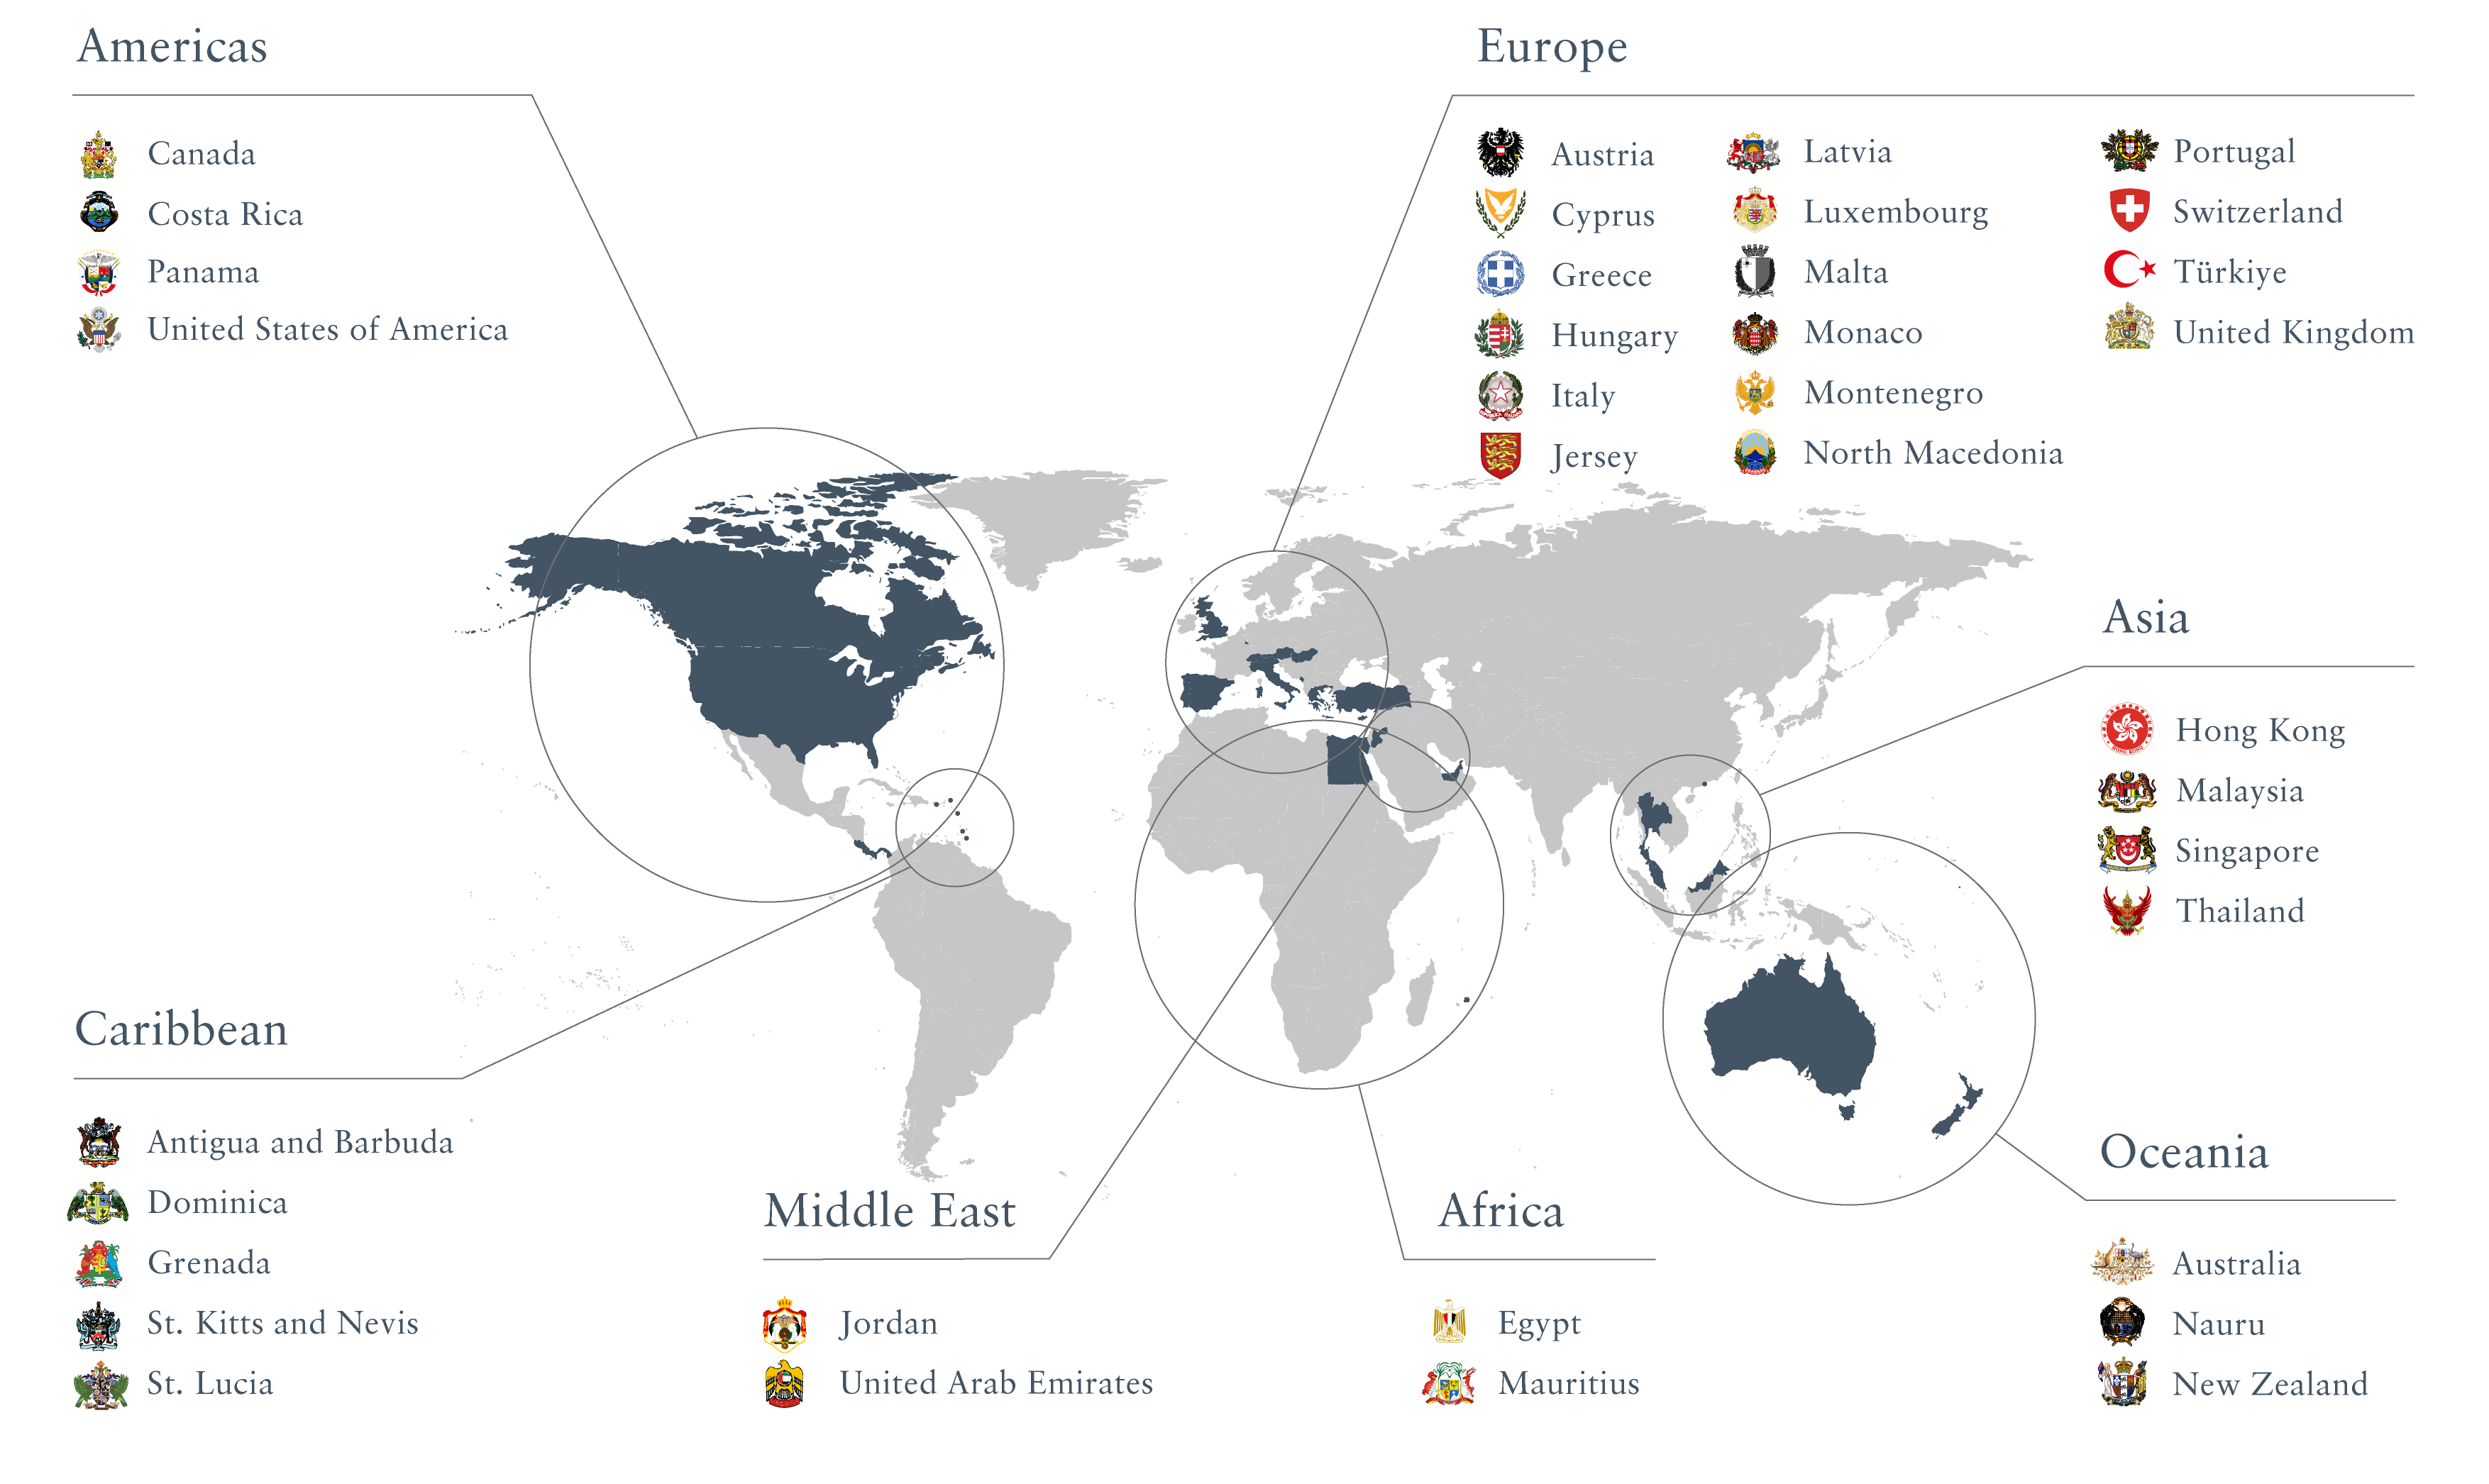 Americas
Canada
Costa Rica
Panama
United States of America
Europe
Austria
Cyprus
Greece
Hungary
Italy
Jersey
Latvia
Luxembourg
Malta
Monaco
Montenegro
North Macedonia
Portugal
Switzerland
Türkiye
United Kingdom
Asia
Hong Kong
Malaysia
Singapore
Thailand
Caribbean
Antigua and Barbuda
Dominica
Grenada
St. Kitts and Nevis
St. Lucia
Middle East
Jordan
United Arab Emirates
Africa
Egypt
Mauritius
Oceania
Australia
Nauru
New Zealand